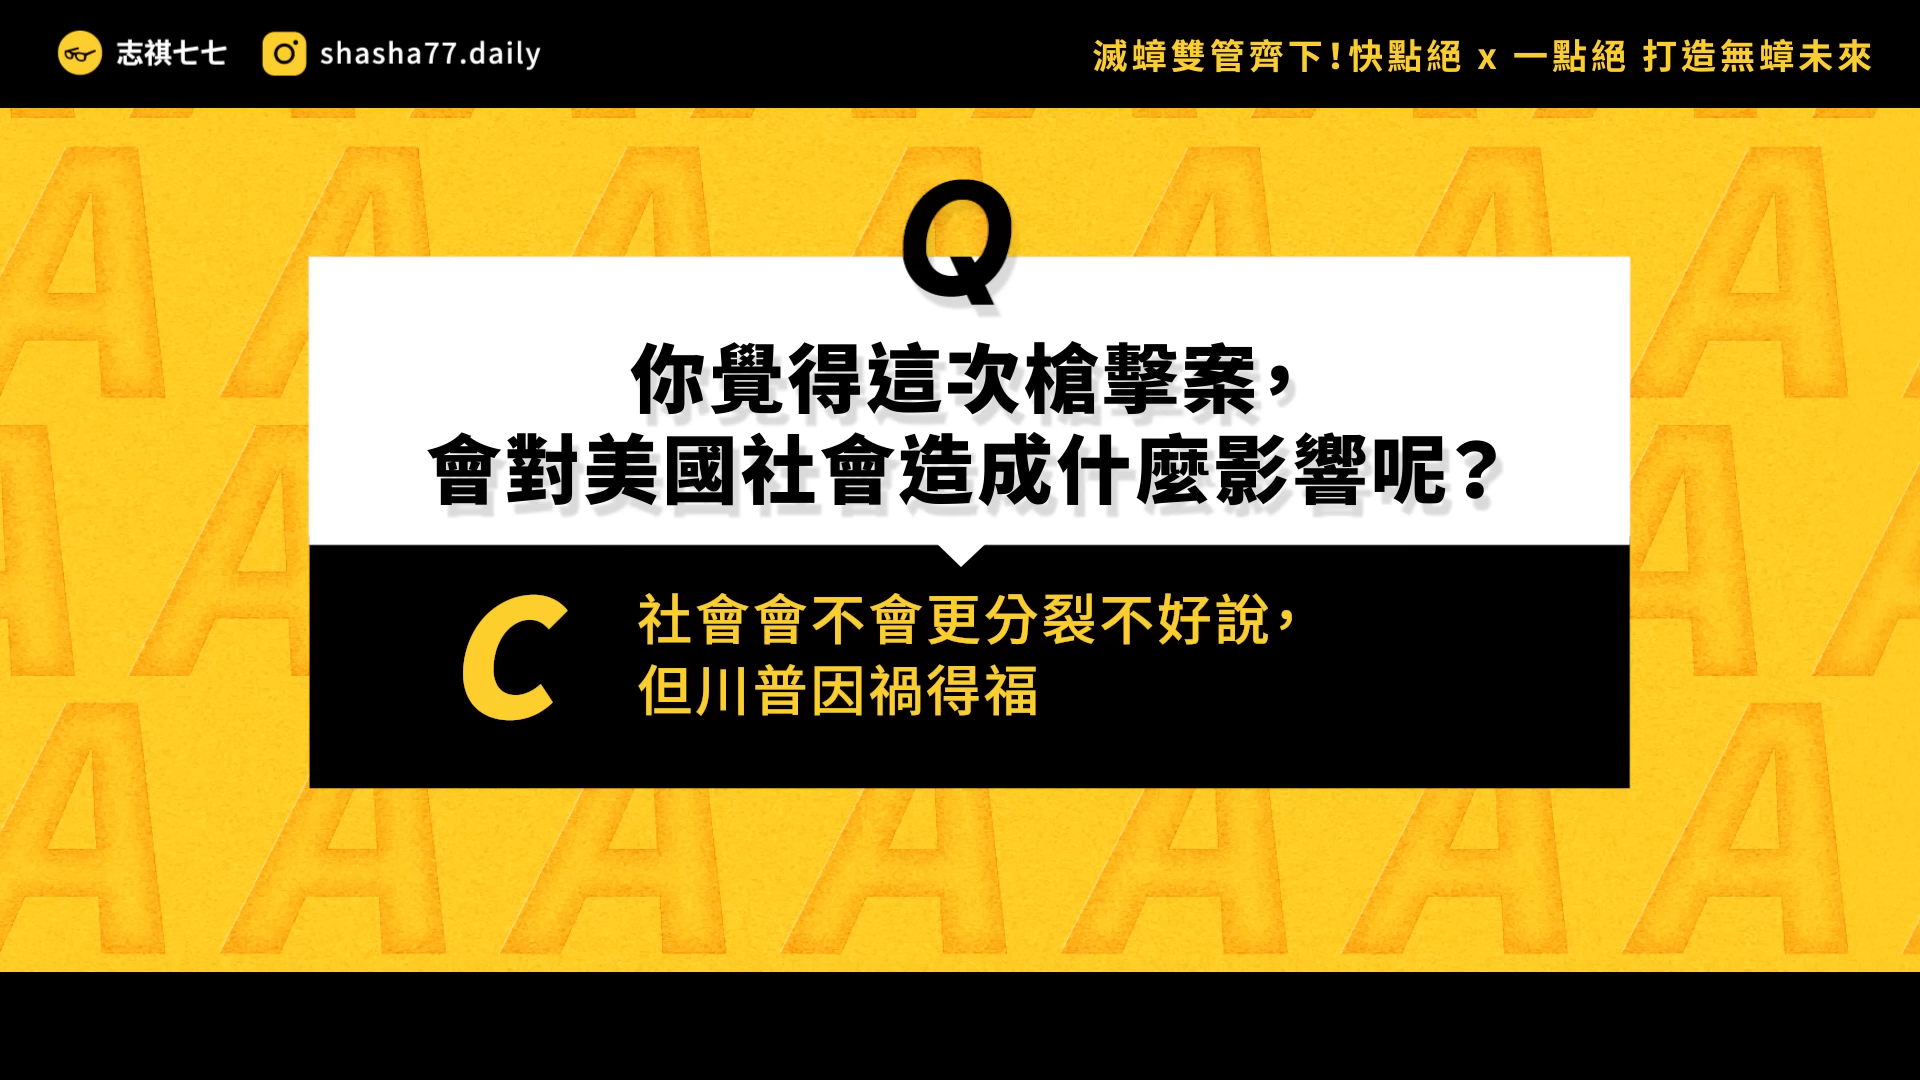 志祺七七 shasha77.daily
滅蟑雙管齊下!快點絕 x 一點絕 打造無蟑未來
Q
你覺得這次槍擊案，
會對美國社會造成什麼影響呢？
C
社會會不會更分裂不好說，
但川普因禍得福